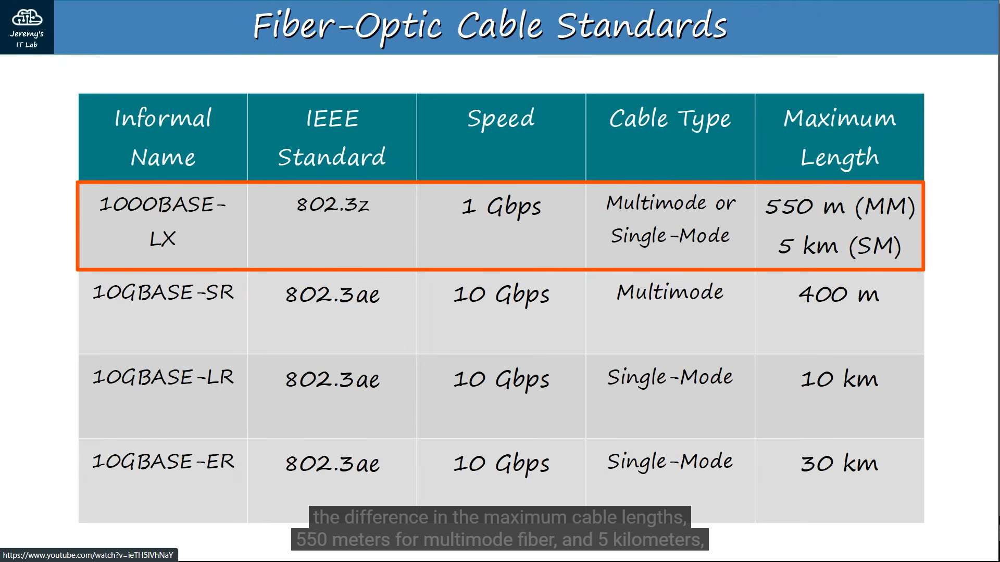 Jeremy's
IT Lab
Fiber-Optic Cable Standards
Informal Name
IEEE Standard
Speed
Cable Type
Maximum Length
1000BASE-LX
802.3z
1 Gbps
Multimode or Single-Mode
550 m (MM)
5 km (SM)
10GBASE-SR
802.3ae
10 Gbps
Multimode
400 m
10GBASE-LR
802.3ae
10 Gbps
Single-Mode
10 km
10GBASE-ER
802.3ae
10 Gbps
Single-Mode
30 km
the difference in the maximum cable lengths,
550 meters for multimode fiber, and 5 kilometers,
https://www.youtube.com/watch?v=ieTH5lVhNaY